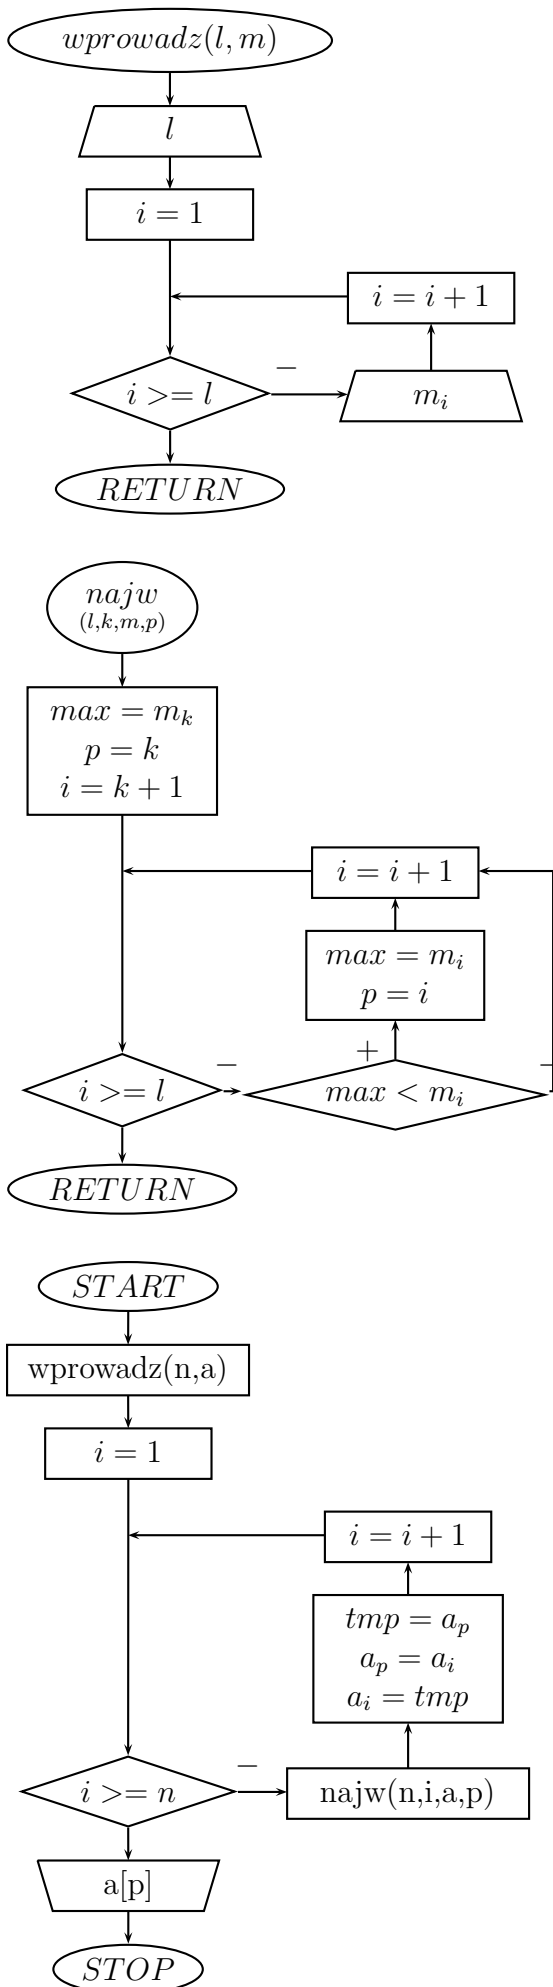 wprowadz(l, m)
l
i = 1
i = i + 1
−
i >= l
m_i
RETURN
najw
(l,k,m,p)
max = m_k
p = k
i = k + 1
i = i + 1
max = m_i
p = i
−
+
−
i >= l
max < m_i
RETURN
START
wprowadz(n,a)
i = 1
i = i + 1
tmp = a_p
a_p = a_i
a_i = tmp
−
i >= n
najw(n,i,a,p)
a[p]
STOP